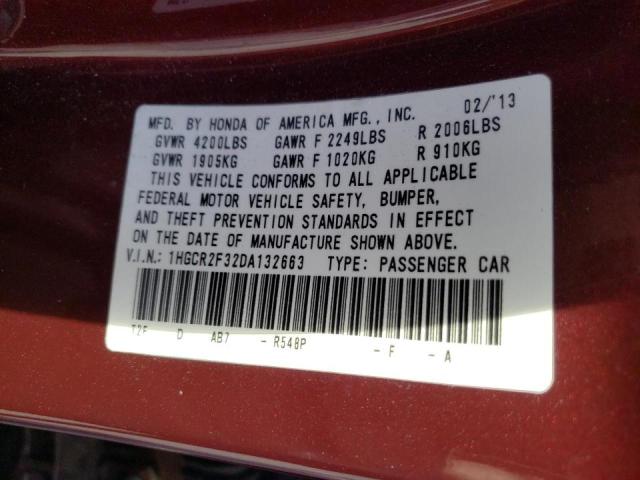 MFD. BY HONDA OF AMERICA MFG., INC. 02/'13
GVWR 4200LBS GAWR F 2249LBS R 2006LBS
GVWR 1905KG GAWR F 1020KG R 910KG
THIS VEHICLE CONFORMS TO ALL APPLICABLE
FEDERAL MOTOR VEHICLE SAFETY, BUMPER,
AND THEFT PREVENTION STANDARDS IN EFFECT
ON THE DATE OF MANUFACTURE SHOWN ABOVE.
V.I.N.: 1HGCR2F32DA132663 TYPE: PASSENGER CAR
T2F D AB7 - R548P - F - A